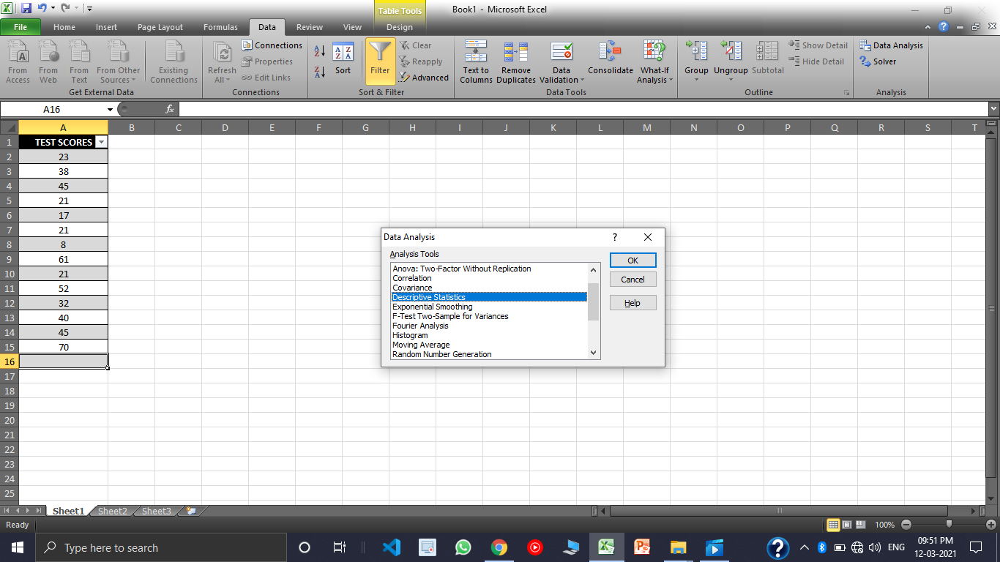 Table Tools
Book1 - Microsoft Excel
File Home Insert Page Layout Formulas Data Review View Design
From Access
From Web
From Text
From Other Sources
Existing Connections
Get External Data
Refresh All
Connections
Properties
Edit Links
Connections
Sort
Filter
Clear
Reapply
Advanced
Sort & Filter
Text to Columns
Remove Duplicates
Data Validation
Consolidate
What-If Analysis
Data Tools
Group
Ungroup
Subtotal
Show Detail
Hide Detail
Outline
Data Analysis
Solver
Analysis
A16
fx
A B C D E F G H I J K L M N O P Q R S T
1 TEST SCORES
2 23
3 38
4 45
5 21
6 17
7 21
8 8
9 61
10 21
11 52
12 32
13 40
14 45
15 70
16
17
18
19
20
21
22
23
24
25
Data Analysis
?
Analysis Tools
Anova: Two-Factor Without Replication
Correlation
Covariance
Descriptive Statistics
Exponential Smoothing
F-Test Two-Sample for Variances
Fourier Analysis
Histogram
Moving Average
Random Number Generation
OK
Cancel
Help
Sheet1 Sheet2 Sheet3
Ready
100%
Type here to search
ENG
09:51 PM
12-03-2021